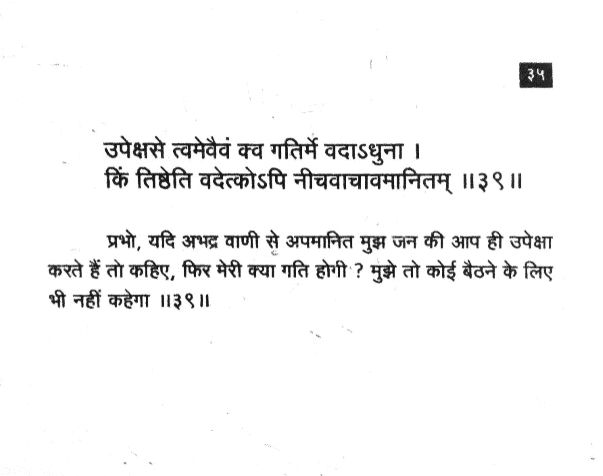 ३५
उपेक्षसे त्वमेवैवं क्व गतिर्मे वदाऽधुना ।
किं तिष्ठेति वदेत्कोऽपि नीचवाचावमानितम् ॥३९॥
प्रभो, यदि अभद्र वाणी से अपमानित मुझ जन की आप ही उपेक्षा
करते हैं तो कहिए, फिर मेरी क्या गति होगी ? मुझे तो कोई बैठने के लिए
भी नहीं कहेगा ॥३९॥